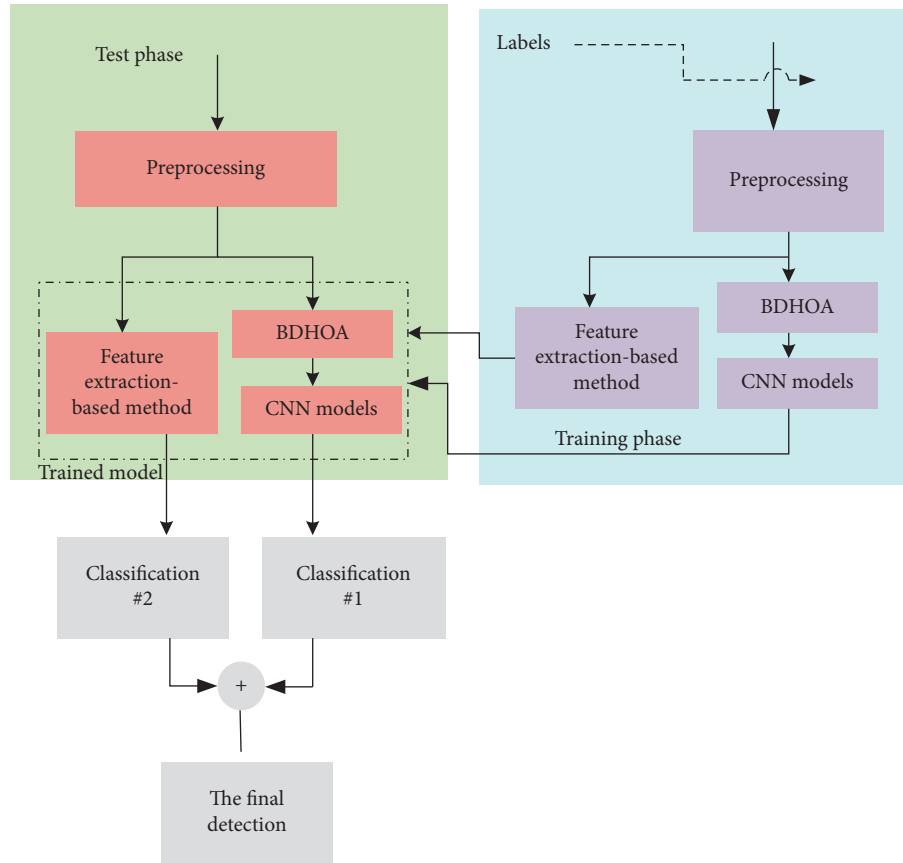 Test phase
Preprocessing
BDHOA
Feature
extraction-
based method
CNN models
Trained model
Labels
Preprocessing
BDHOA
Feature
extraction-based
method
CNN models
Training phase
Classification
#2
Classification
#1
+
The final
detection